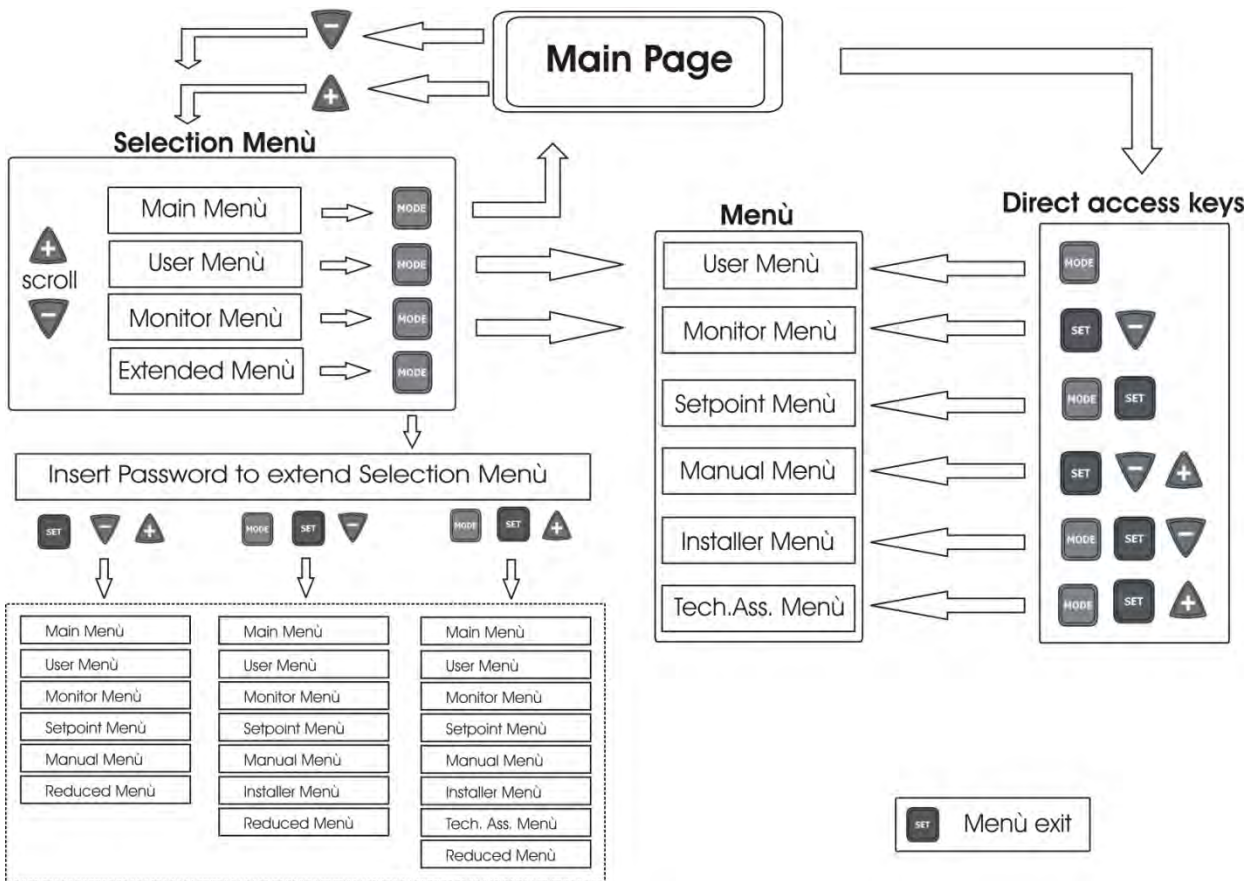 Main Page
−
+
Selection Menù
Main Menù
MODE
User Menù
MODE
Monitor Menù
MODE
Extended Menù
MODE
+
scroll
−
Insert Password to extend Selection Menù
SET − +
MODE SET −
MODE SET +
Main Menù
User Menù
Monitor Menù
Setpoint Menù
Manual Menù
Reduced Menù
Main Menù
User Menù
Monitor Menù
Setpoint Menù
Manual Menù
Installer Menù
Reduced Menù
Main Menù
User Menù
Monitor Menù
Setpoint Menù
Manual Menù
Installer Menù
Tech. Ass. Menù
Reduced Menù
Menù
User Menù
Monitor Menù
Setpoint Menù
Manual Menù
Installer Menù
Tech.Ass. Menù
Direct access keys
MODE
SET −
MODE SET
SET − +
MODE SET −
MODE SET +
SET Menù exit